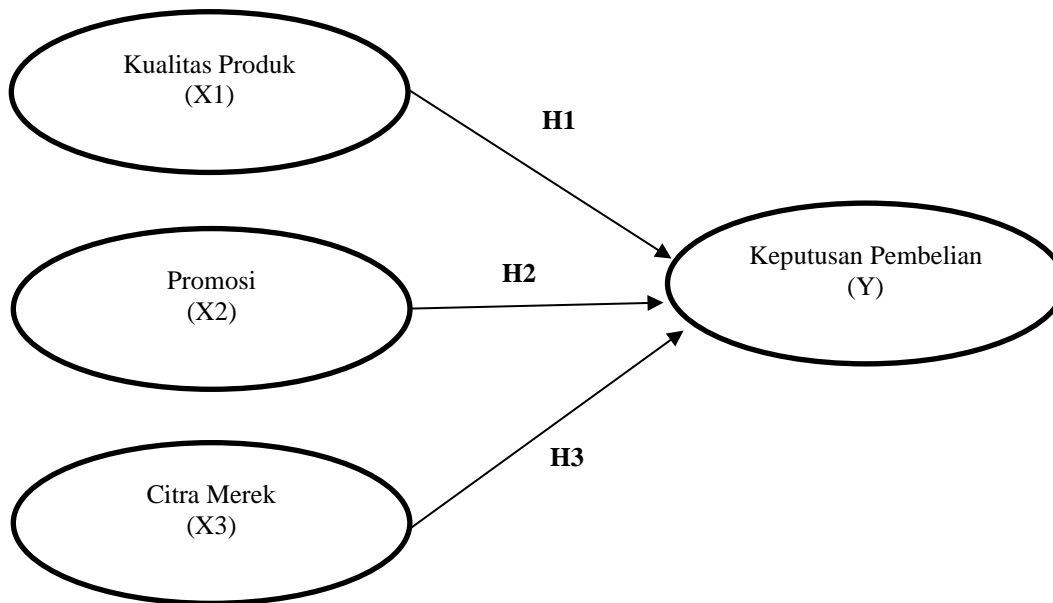 Kualitas Produk
(X1)
H1
Keputusan Pembelian
(Y)
Promosi
(X2)
H2
H3
Citra Merek
(X3)